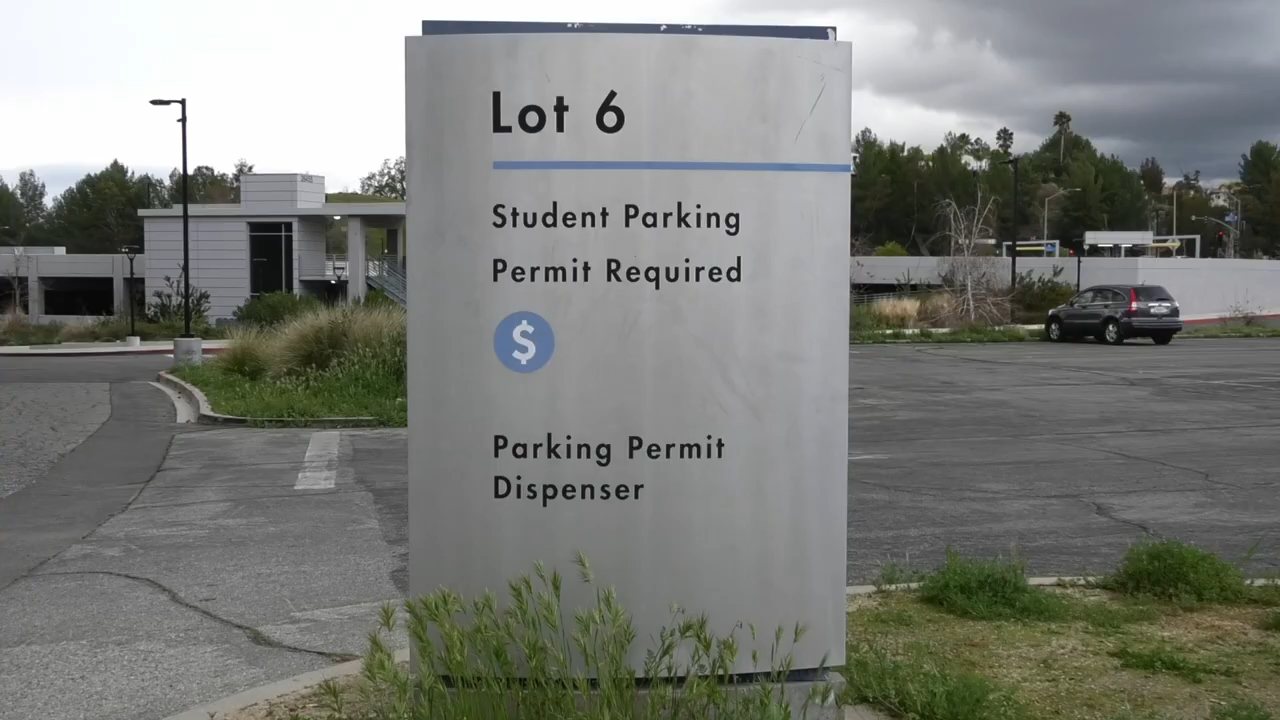 Lot 6
Student Parking
Permit Required
$
Parking Permit
Dispenser